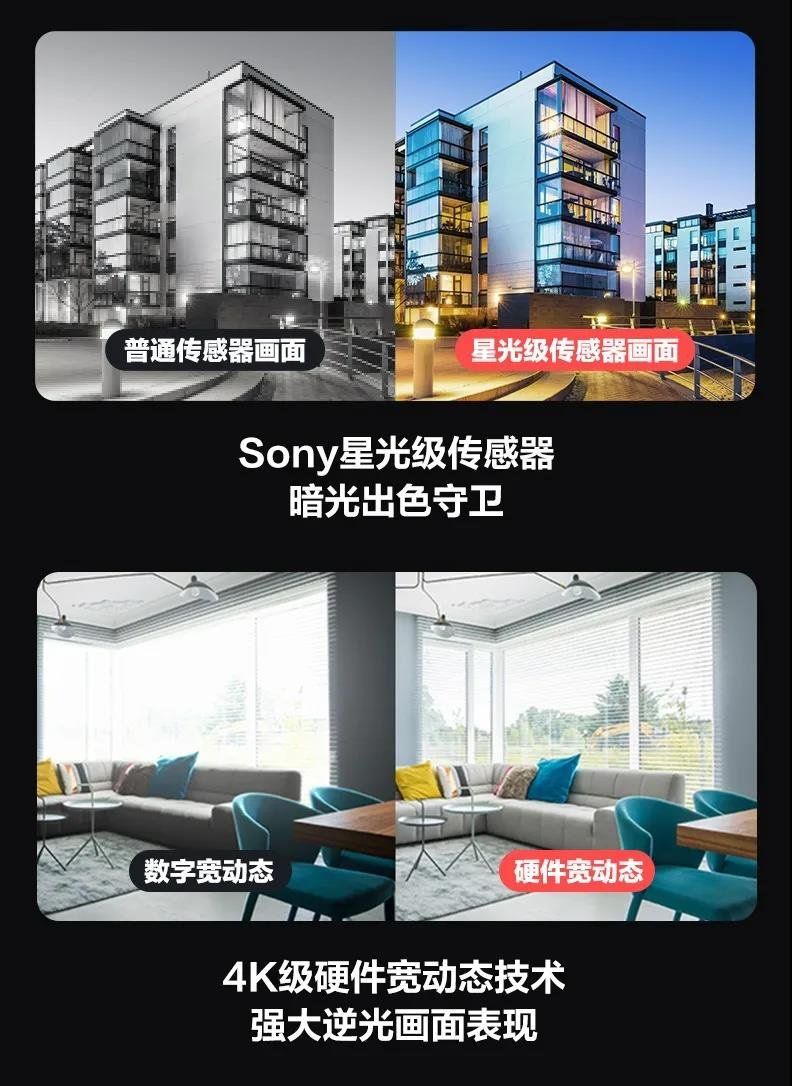 普通传感器画面
星光级传感器画面
Sony星光级传感器
暗光出色守卫
数字宽动态
硬件宽动态
4K级硬件宽动态技术
强大逆光画面表现